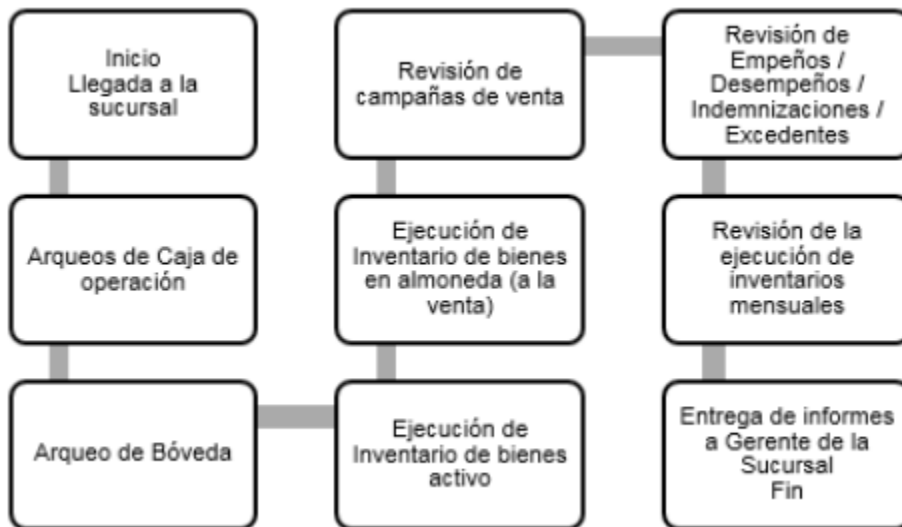 Inicio
Llegada a la
sucursal
Arqueos de Caja de
operación
Arqueo de Bóveda
Ejecución de
Inventario de bienes
activo
Ejecución de
Inventario de bienes
en almoneda (a la
venta)
Revisión de
campañas de venta
Revisión de
Empeños /
Desempeños /
Indemnizaciones /
Excedentes
Revisión de la
ejecución de
inventarios
mensuales
Entrega de informes
a Gerente de la
Sucursal
Fin